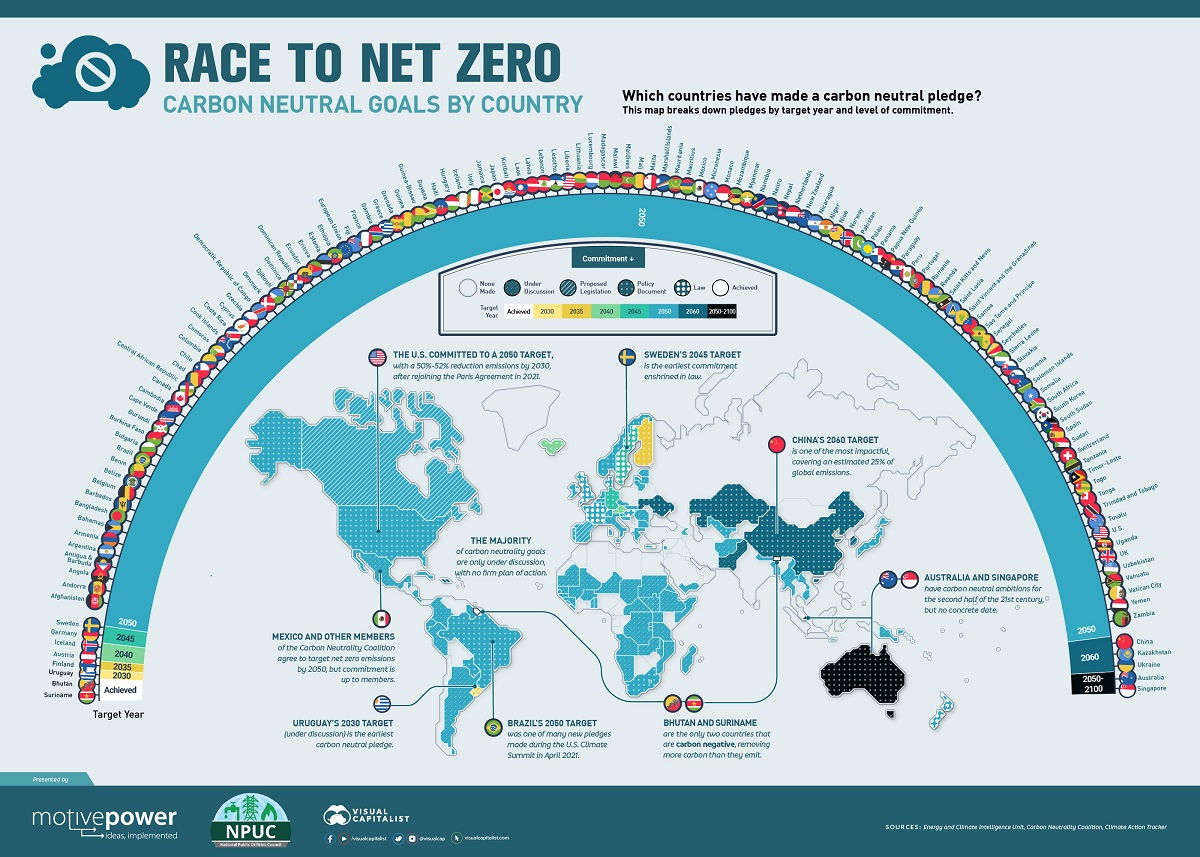 RACE TO NET ZERO
CARBON NEUTRAL GOALS BY COUNTRY
Which countries have made a carbon neutral pledge?
This map breaks down pledges by target year and level of commitment.
Suriname
Bhutan
Uruguay
Finland
Austria
Iceland
Germany
Sweden
Afghanistan
Andorra
Angola
Antigua &
Barbuda
Argentina
Armenia
Bahamas
Bangladesh
Barbados
Belgium
Belize
Benin
Brazil
Bulgaria
Burkina Faso
Burundi
Cape Verde
Cambodia
Canada
Central African Republic
Chad
Chile
Colombia
Comoros
Cook Islands
Costa Rica
Cyprus
Czechia
Democratic Republic of Congo
Denmark
Djibouti
Dominica
Dominican Republic
Ecuador
Eritrea
Estonia
Ethiopia
European Union
Fiji
France
Gambia
Greece
Grenada
Guinea
Guinea Bissau
Guyana
Haiti
Hungary
Ireland
Italy
Jamaica
Japan
Kiribati
Laos
Latvia
Lebanon
Lesotho
Liberia
Lithuania
Luxembourg
Madagascar
Malawi
Maldives
Mali
Malta
Marshall Islands
Mauritania
Mauritius
Mexico
Micronesia
Monaco
Mozambique
Myanmar
Namibia
Nauru
Nepal
Netherlands
New Zealand
Nicaragua
Niger
Niue
Norway
Pakistan
Palau
Panama
Papua New Guinea
Paraguay
Peru
Portugal
Romania
Rwanda
Saint Kitts and Nevis
Saint Lucia
Saint Vincent and the Grenadines
Samoa
Sao Tome and Principe
Senegal
Seychelles
Sierra Leone
Slovakia
Slovenia
Solomon Islands
Somalia
South Africa
South Korea
South Sudan
Spain
Sudan
Switzerland
Tanzania
Timor-Leste
Togo
Tonga
Trinidad and Tobago
Tuvalu
U.S.
Uganda
UK
Uzbekistan
Vanuatu
Vatican City
Yemen
Zambia
China
Kazakhstan
Ukraine
Australia
Singapore
2050
2050
2045
2040
2035
2030
Achieved
Target Year
2050
2060
2050-
2100
Commitment
None
Made
Under
Discussion
Proposed
Legislation
Policy
Document
Law
Achieved
Target
Year
Achieved
2030
2035
2040
2045
2050
2060
2050-2100
THE U.S. COMMITTED TO A 2050 TARGET,
with a 50%-52% reduction emissions by 2030,
after rejoining the Paris Agreement in 2021.
SWEDEN'S 2045 TARGET
is the earliest commitment
enshrined in law.
CHINA'S 2060 TARGET
is one of the most impactful,
covering an estimated 25% of
global emissions.
THE MAJORITY
of carbon neutrality goals
are only under discussion,
with no firm plan of action.
AUSTRALIA AND SINGAPORE
have carbon neutral ambitions for
the second half of the 21st century,
but no concrete date.
MEXICO AND OTHER MEMBERS
of the Carbon Neutrality Coalition
agree to target net zero emissions
by 2050, but commitment is
up to members.
URUGUAY'S 2030 TARGET
(under discussion) is the earliest
carbon neutral pledge.
BRAZIL'S 2050 TARGET
was one of many new pledges
made during the U.S. Climate
Summit in April 2021.
BHUTAN AND SURINAME
are the only two countries that
are carbon negative, removing
more carbon than they emit.
Presented by
motivepower
ideas, implemented
NPUC
National Public Utilities Council
VISUAL
CAPITALIST
/visualcapitalist
@visualcap
visualcapitalist.com
SOURCES: Energy and Climate Intelligence Unit, Carbon Neutrality Coalition, Climate Action Tracker